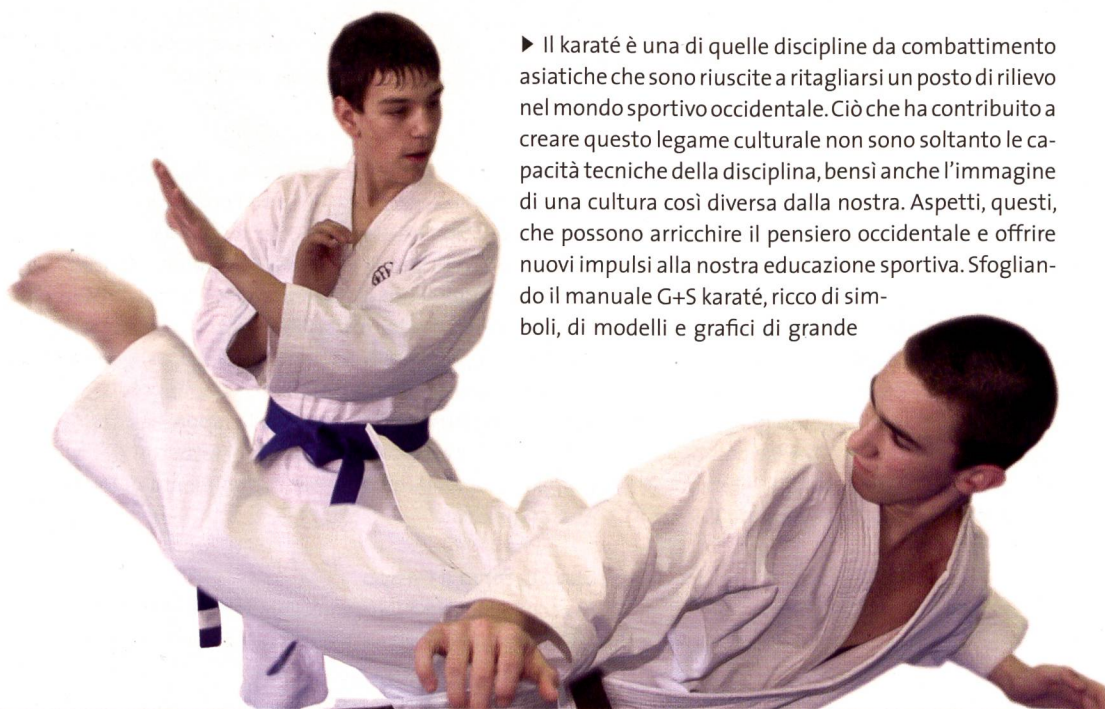 ▶ Il karaté è una di quelle discipline da combattimento
asiatiche che sono riuscite a ritagliarsi un posto di rilievo
nel mondo sportivo occidentale. Ciò che ha contribuito a
creare questo legame culturale non sono soltanto le ca-
pacità tecniche della disciplina, bensì anche l'immagine
di una cultura così diversa dalla nostra. Aspetti, questi,
che possono arricchire il pensiero occidentale e offrire
nuovi impulsi alla nostra educazione sportiva. Sfoglian-
do il manuale G+S karaté, ricco di sim-
boli, di modelli e grafici di grande